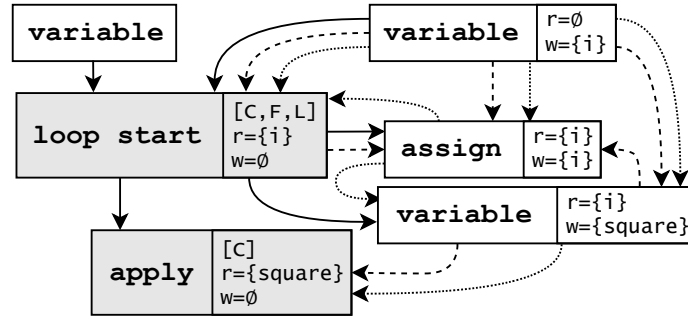 variable
variable
r=Ø
w={i}
loop start
[C,F,L]
r={i}
w=Ø
assign
r={i}
w={i}
variable
r={i}
w={square}
apply
[C]
r={square}
w=Ø